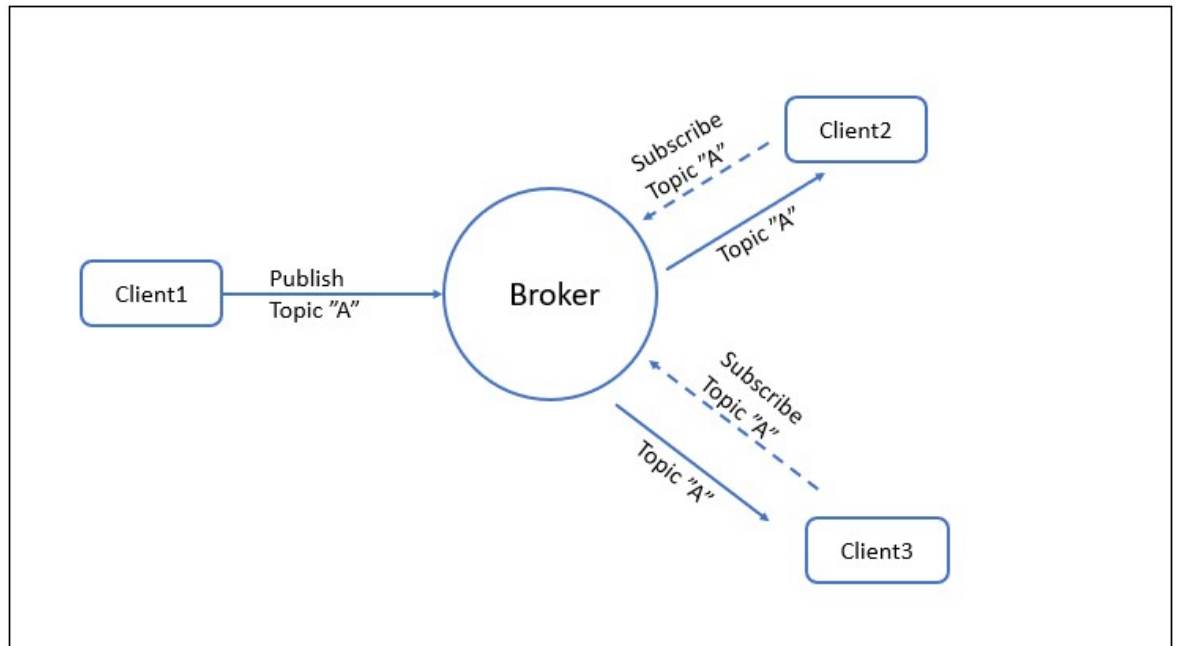 Client1
Publish
Topic ”A”
Broker
Subscribe
Topic ”A”
Topic ”A”
Client2
Subscribe
Topic ”A”
Topic ”A”
Client3